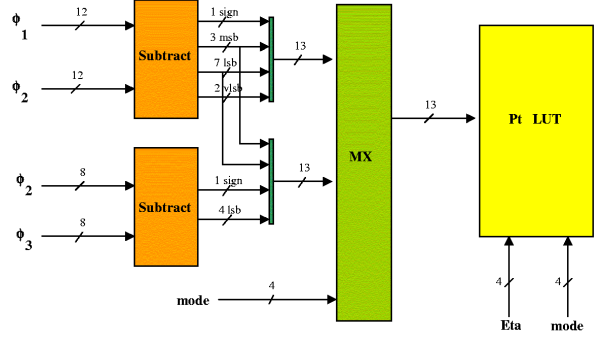 ϕ1
12
Subtract
1 sign
3 msb
7 lsb
2 vlsb
13
ϕ2
12
MX
13
Pt LUT
ϕ2
8
Subtract
1 sign
4 lsb
13
ϕ3
8
mode
4
4
4
Eta
mode